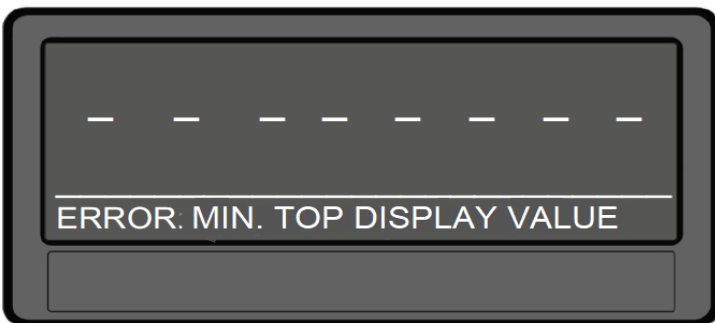 - - - - - - - -
ERROR: MIN. TOP DISPLAY VALUE